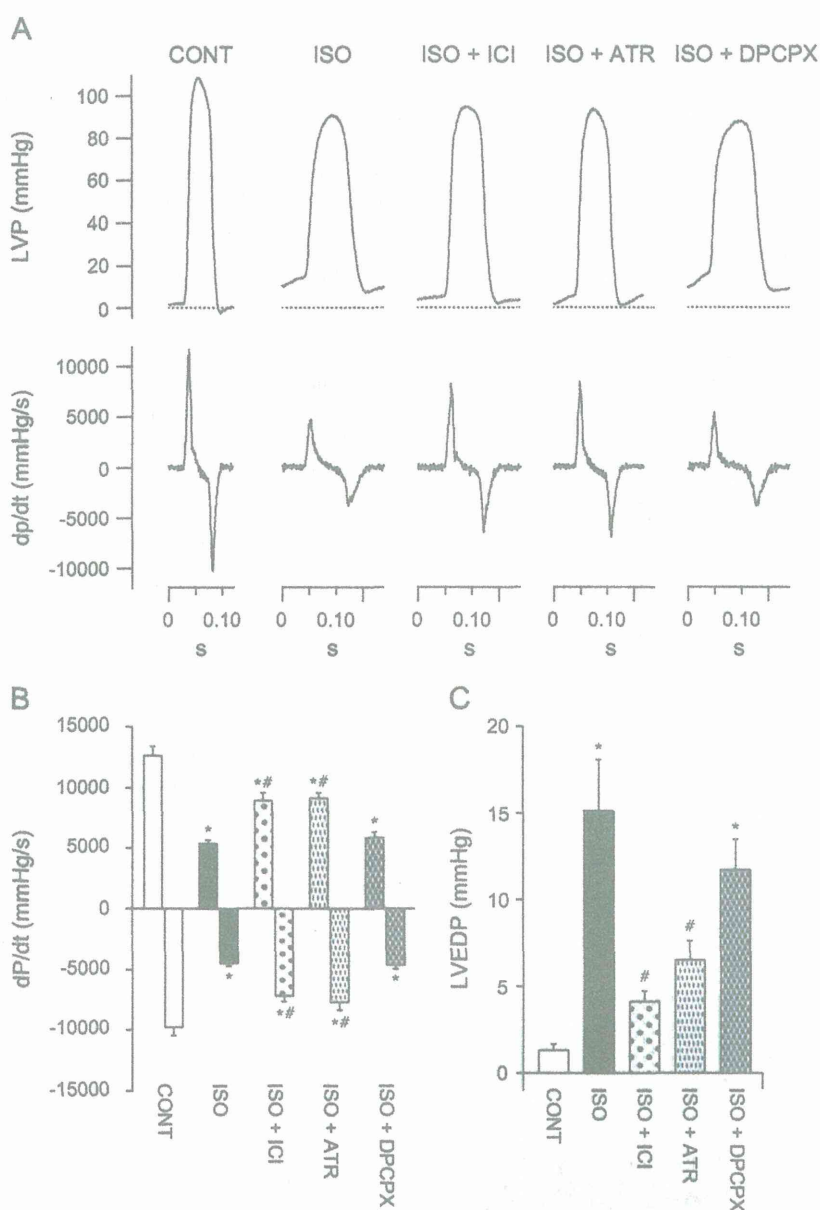 A
CONT ISO ISO + ICI ISO + ATR ISO + DPCPX
LVP (mmHg)
100
80
60
40
20
0
dp/dt (mmHg/s)
10000
5000
0
-5000
-10000
0 0.10 0 0.10 0 0.10 0 0.10 0 0.10
s s s s s
B
dP/dt (mmHg/s)
15000
10000
5000
0
-5000
-10000
-15000
* *# *# *
* *# *# *
CONT
ISO
ISO + ICI
ISO + ATR
ISO + DPCPX
C
LVEDP (mmHg)
20
15
10
5
0
* # # *
CONT
ISO
ISO + ICI
ISO + ATR
ISO + DPCPX